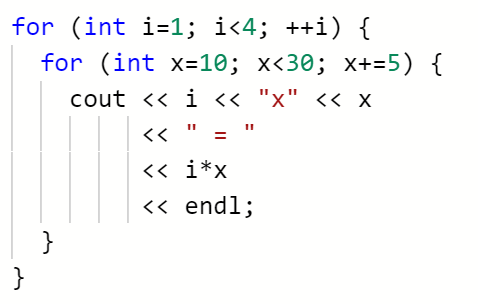 for (int i=1; i<4; ++i) {
  for (int x=10; x<30; x+=5) {
    cout << i << "x" << x
         << " = "
         << i*x
         << endl;
  }
}